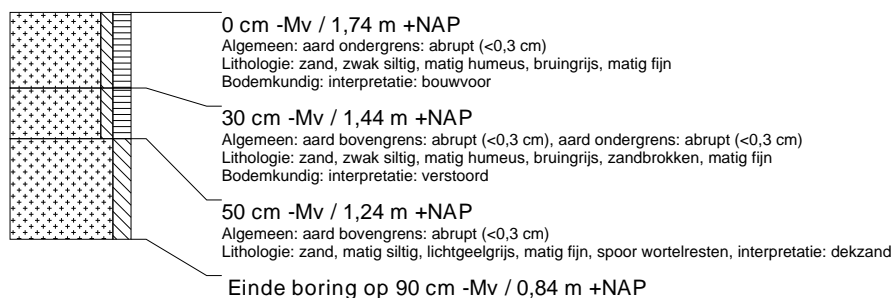 0 cm -Mv / 1,74 m +NAP
Algemeen: aard ondergrens: abrupt (<0,3 cm)
Lithologie: zand, zwak siltig, matig humeus, bruingrijs, matig fijn
Bodemkundig: interpretatie: bouwvoor
30 cm -Mv / 1,44 m +NAP
Algemeen: aard bovengrens: abrupt (<0,3 cm), aard ondergrens: abrupt (<0,3 cm)
Lithologie: zand, zwak siltig, matig humeus, bruingrijs, zandbrokken, matig fijn
Bodemkundig: interpretatie: verstoord
50 cm -Mv / 1,24 m +NAP
Algemeen: aard bovengrens: abrupt (<0,3 cm)
Lithologie: zand, matig siltig, lichtgeelgrijs, matig fijn, spoor wortelresten, interpretatie: dekzand
Einde boring op 90 cm -Mv / 0,84 m +NAP